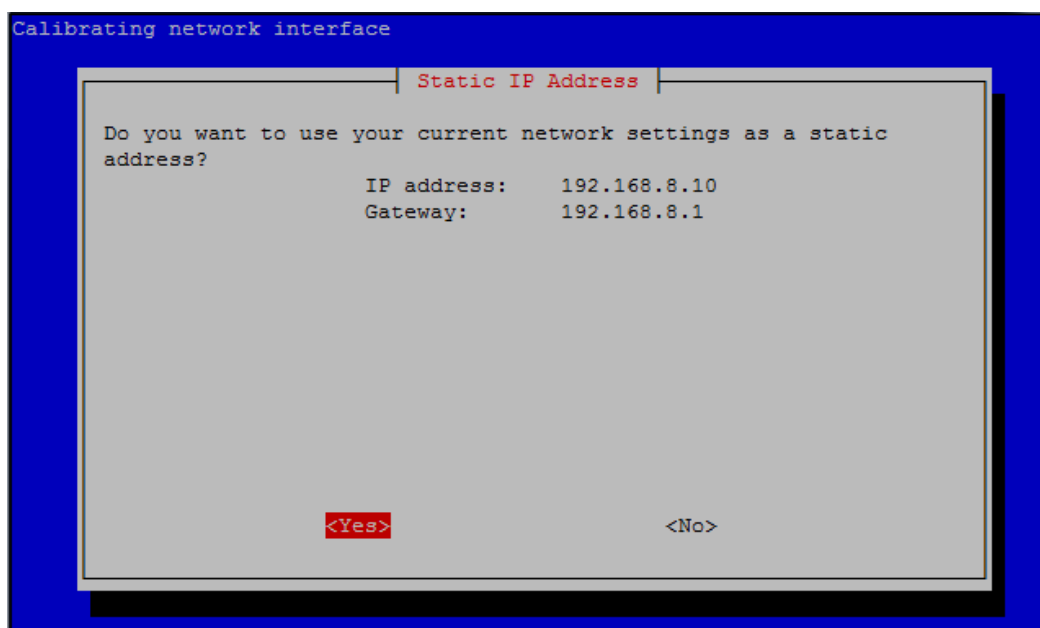 Calibrating network interface
Static IP Address
Do you want to use your current network settings as a static
address?
IP address: 192.168.8.10
Gateway: 192.168.8.1
<Yes> <No>